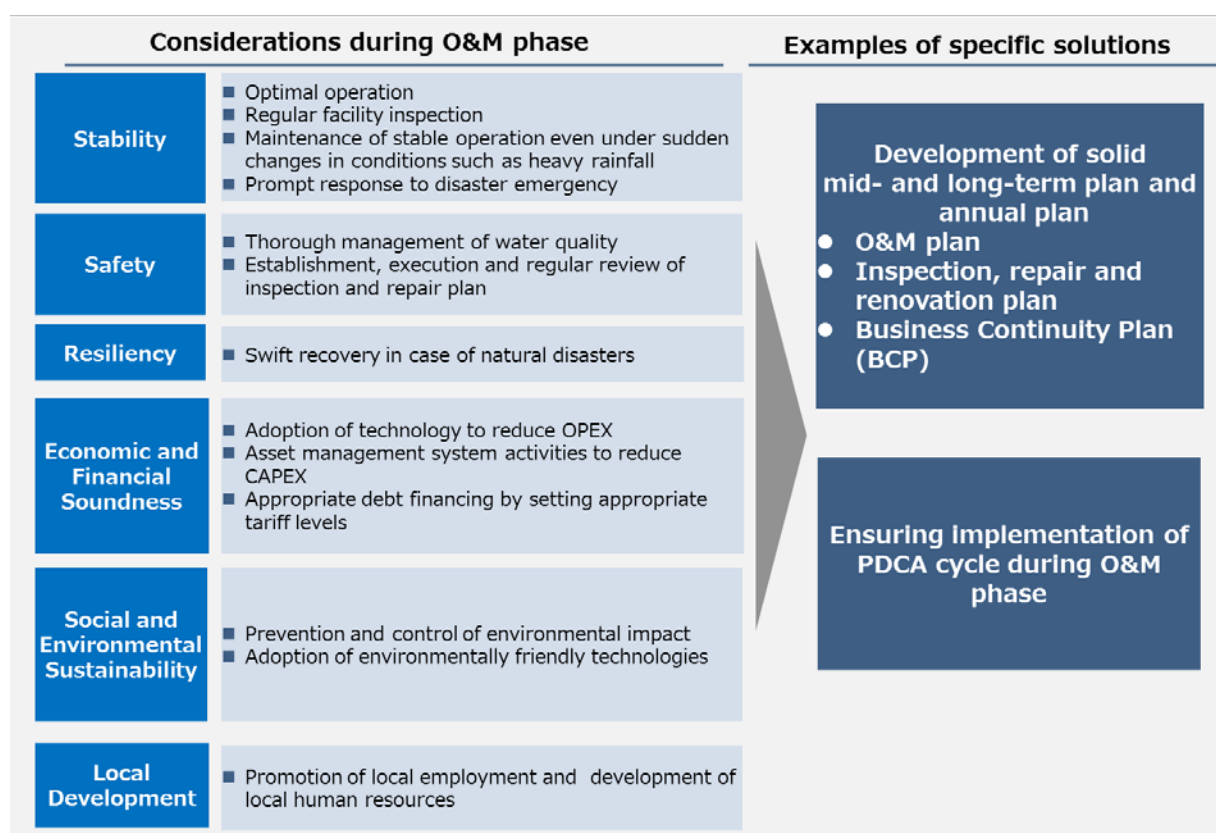 Considerations during O&M phase
Stability
■ Optimal operation
■ Regular facility inspection
■ Maintenance of stable operation even under sudden
changes in conditions such as heavy rainfall
■ Prompt response to disaster emergency
Safety
■ Thorough management of water quality
■ Establishment, execution and regular review of
inspection and repair plan
Resiliency
■ Swift recovery in case of natural disasters
Economic and
Financial
Soundness
■ Adoption of technology to reduce OPEX
■ Asset management system activities to reduce
CAPEX
■ Appropriate debt financing by setting appropriate
tariff levels
Social and
Environmental
Sustainability
■ Prevention and control of environmental impact
■ Adoption of environmentally friendly technologies
Local
Development
■ Promotion of local employment and development of
local human resources
Examples of specific solutions
Development of solid
mid- and long-term plan and
annual plan
● O&M plan
● Inspection, repair and
renovation plan
● Business Continuity Plan
(BCP)
Ensuring implementation of
PDCA cycle during O&M
phase